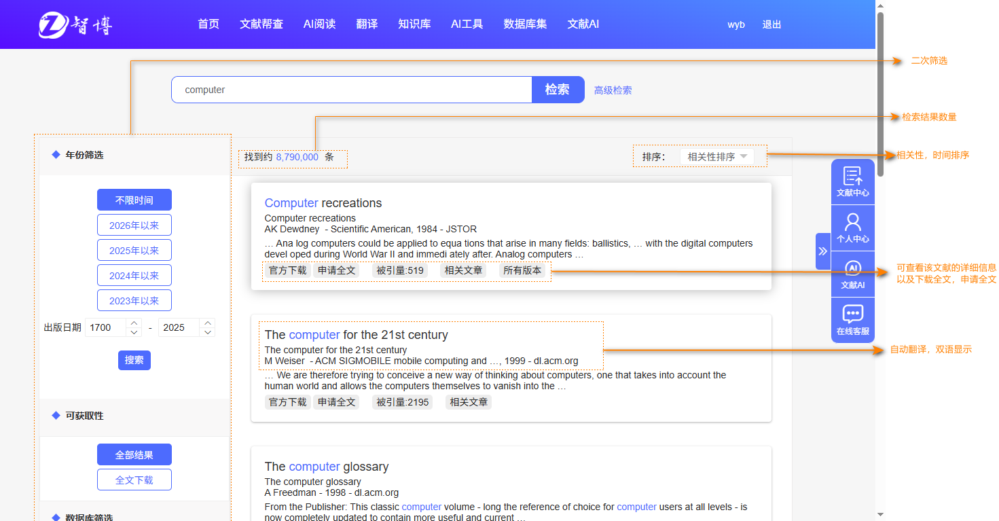 智博
首页 文献帮查 AI阅读 翻译 知识库 AI工具 数据库集 文献AI wyb 退出
二次筛选
computer 检索 高级检索
检索结果数量
年份筛选
找到约 8,790,000 条
排序： 相关性排序
相关性，时间排序
不限时间
2026年以来
2025年以来
2024年以来
2023年以来
出版日期 1700 - 2025
搜索
可获取性
全部结果
全文下载
数据库筛选
Computer recreations
Computer recreations
AK Dewdney - Scientific American, 1984 - JSTOR
… Ana log computers could be applied to equa tions that arise in many fields: ballistics, … with the digital computers
devel oped during World War II and immedi ately after. Analog computers …
官方下载 申请全文 被引量:519 相关文章 所有版本
The computer for the 21st century
The computer for the 21st century
M Weiser - ACM SIGMOBILE mobile computing and …, 1999 - dl.acm.org
… We are therefore trying to conceive a new way of thinking about computers, one that takes into account the
human world and allows the computers themselves to vanish into the …
官方下载 申请全文 被引量:2195 相关文章
The computer glossary
The computer glossary
A Freedman - 1998 - dl.acm.org
From the Publisher: This classic computer volume - long the reference of choice for computer users at all levels - is
now completely updated to contain more useful and current …
文献中心
个人中心
AI
文献AI
在线客服
可查看该文献的详细信息
以及下载全文，申请全文
自动翻译，双语显示